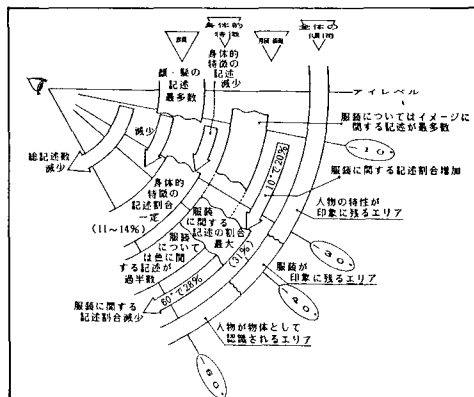 身体的
特徴
全体の
アイレベル
顔・髪の
記述
最多数
身体的
特徴の
記述
減少
減少
総記述数
減少
服装についてはイメージに
関する記述が最多数
-10°
10°で20%
服装に関する記述割合増加
身体的
特徴の
記述割合
一定
(11~14%)
服装に
関する
記述の割合
最大
(31%)
人物の特性が
印象に残るエリア
-30°
服装
については
は色に関
する記述が
過半数
服装が
印象に残るエリア
-40°
60°で28%
服装に関する
記述割合減少
人物が物体として
認識されるエリア
-60°